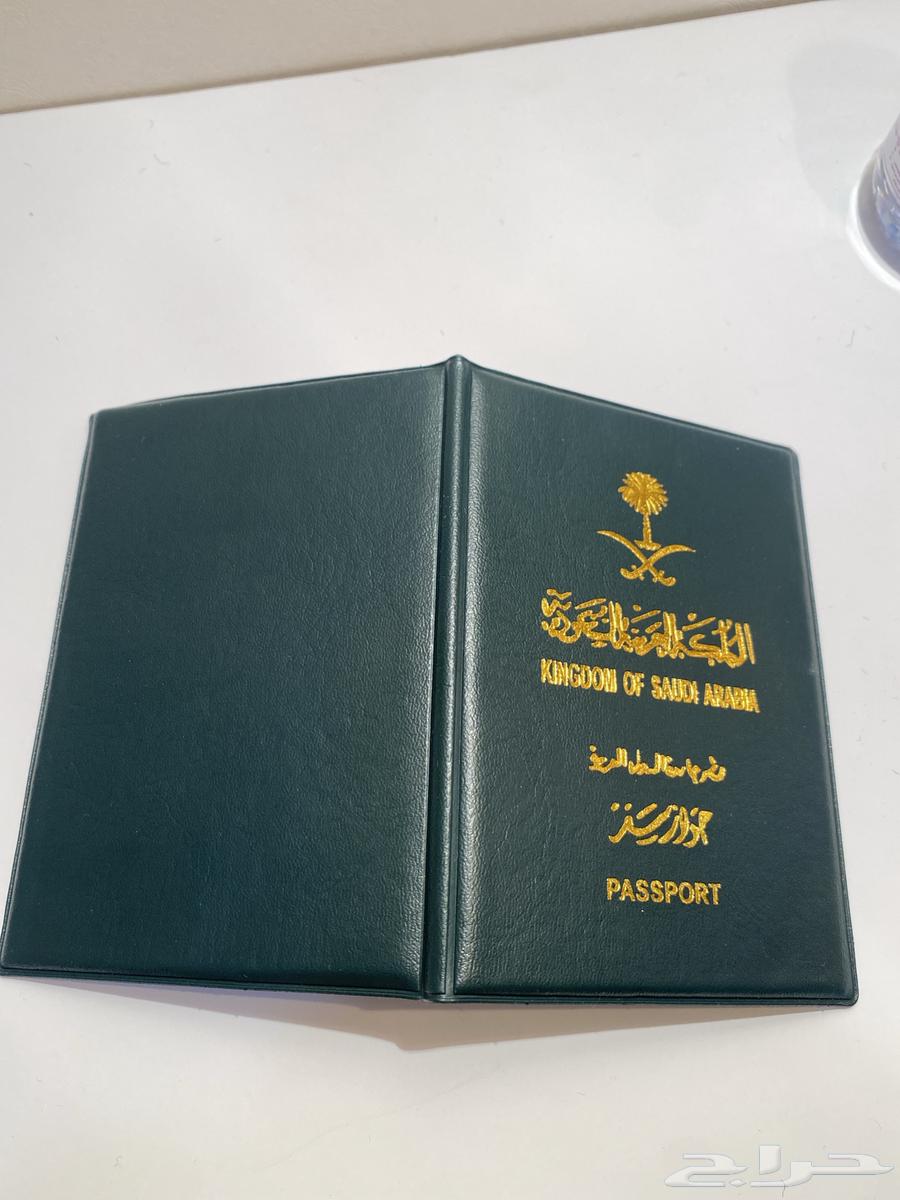 المملكة العربية السعودية
KINGDOM OF SAUDI ARABIA
جواز سفر
PASSPORT
حراج